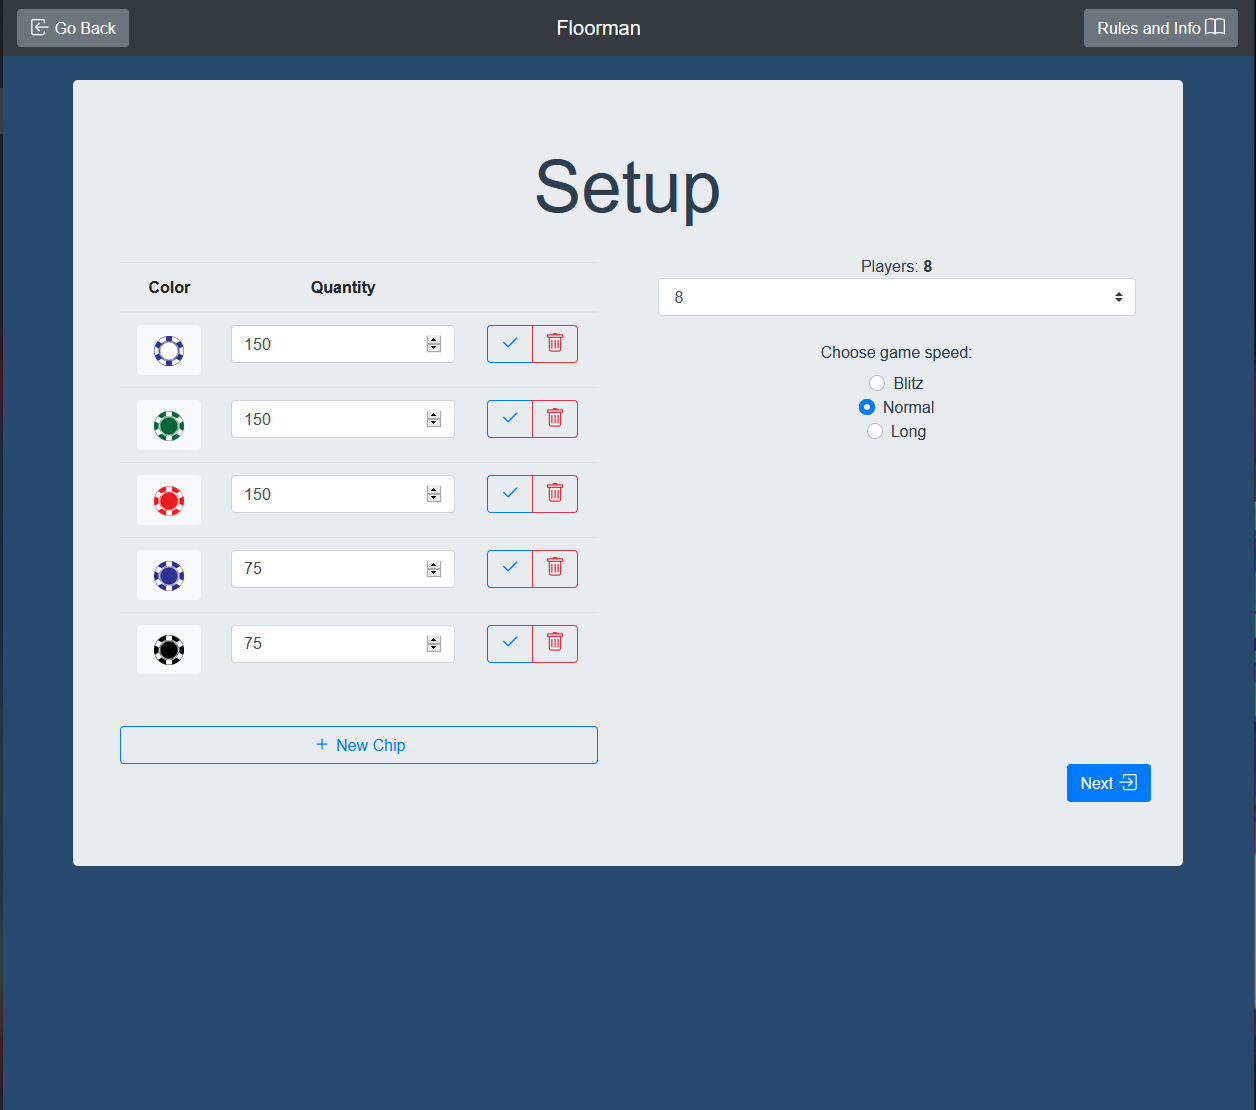 Go Back
Floorman
Rules and Info
Setup
Color Quantity
150
150
150
75
75
New Chip
Players: 8
8
Choose game speed:
Blitz
Normal
Long
Next